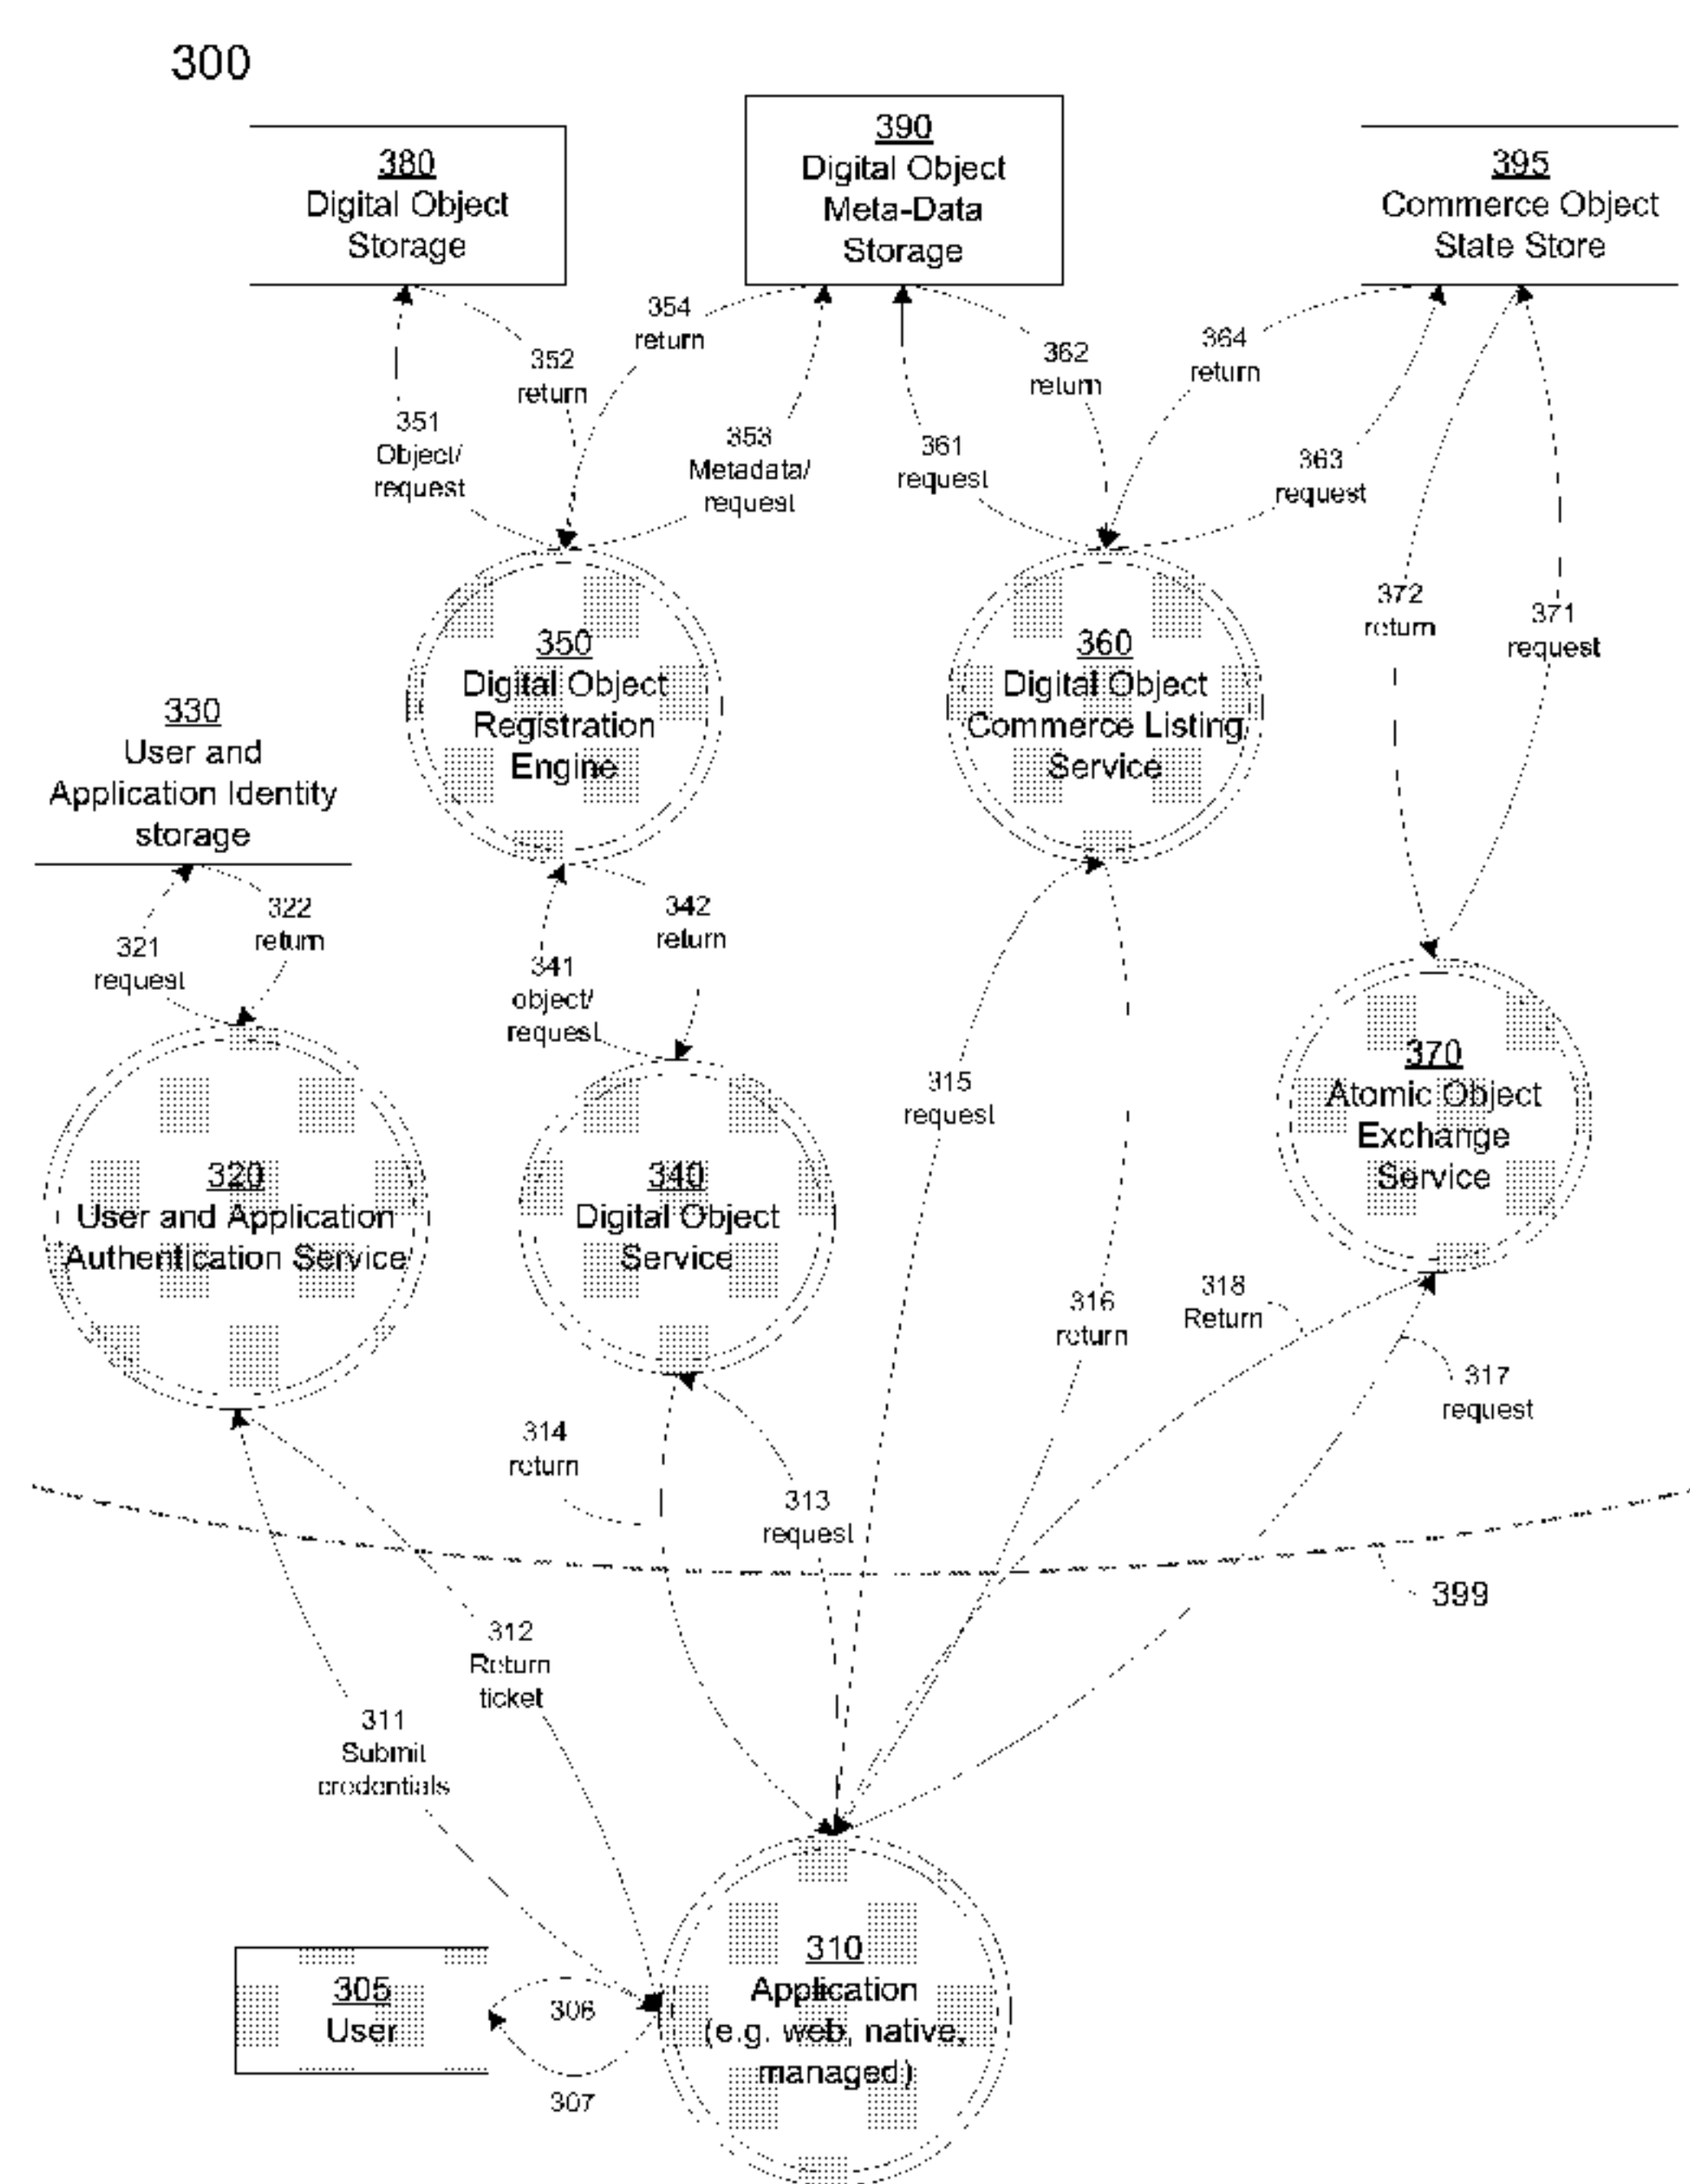 300
380
Digital Object
Storage
390
Digital Object
Meta-Data
Storage
395
Commerce Object
State Store
354
return
352
return
362
return
364
return
351
Object/
request
353
Metadata/
request
361
request
363
request
372
return
371
request
350
Digital Object
Registration
Engine
360
Digital Object
Commerce Listing
Service
330
User and
Application Identity
storage
322
return
321
request
342
return
341
object/
request
315
request
370
Atomic Object
Exchange
Service
320
User and Application
Authentication Service
340
Digital Object
Service
316
return
318
Return
317
request
314
return
313
request
399
312
Return
ticket
311
Submit
credentials
305
User
306
307
310
Application
(e.g. web, native,
managed)